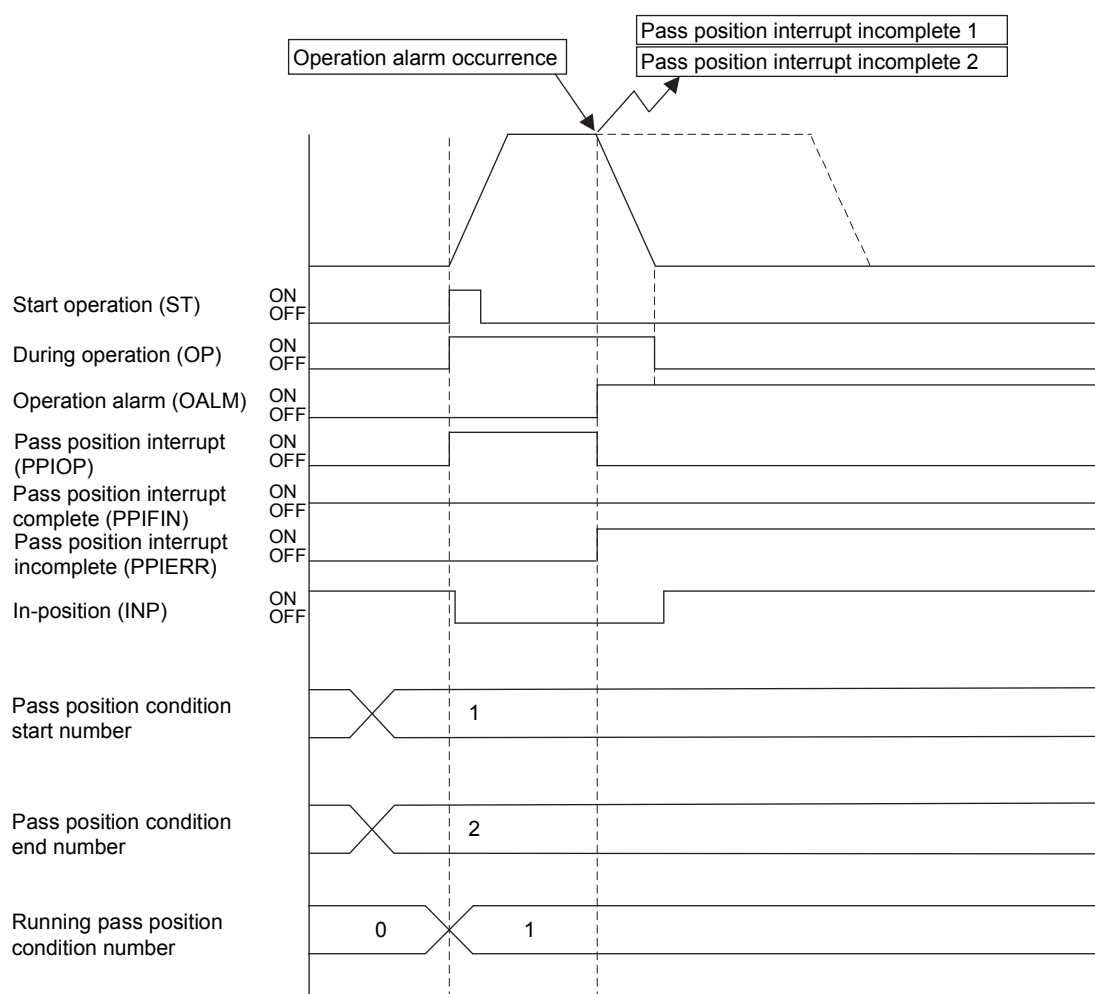 Pass position interrupt incomplete 1
Operation alarm occurrence
Pass position interrupt incomplete 2
Start operation (ST)
ON
OFF
During operation (OP)
ON
OFF
Operation alarm (OALM)
ON
OFF
Pass position interrupt
(PPIOP)
ON
OFF
Pass position interrupt
complete (PPIFIN)
ON
OFF
Pass position interrupt
incomplete (PPIERR)
ON
OFF
In-position (INP)
ON
OFF
Pass position condition
start number
1
Pass position condition
end number
2
Running pass position
condition number
0
1